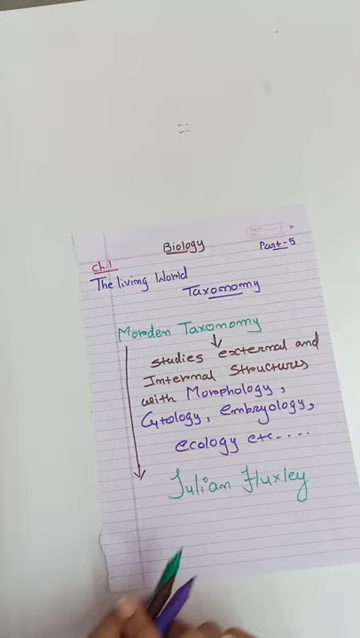 Biology
Part-5
Ch.1
The living World
Taxonomy
Morden Taxonomy
studies external and
Internal Structures
with Morophology,
Cytology, embryology,
ecology etc....
Julian Huxley